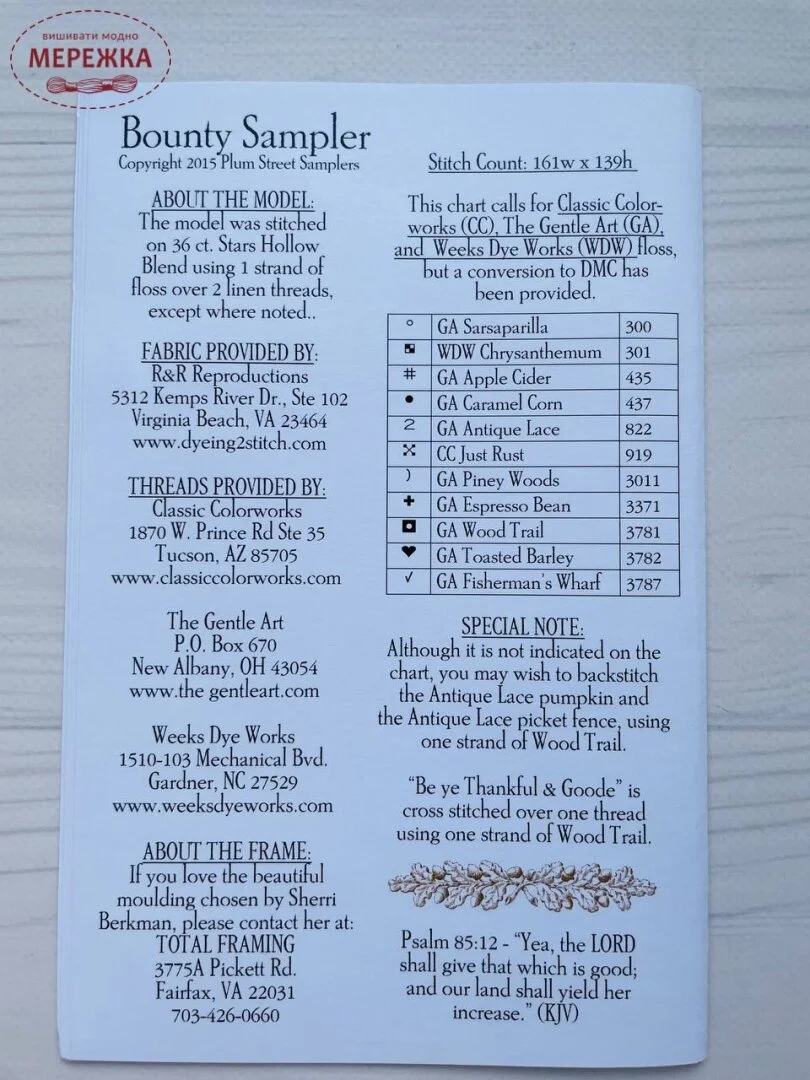 вишивати модно
МЕРЕЖКА
Bounty Sampler
Copyright 2015 Plum Street Samplers
ABOUT THE MODEL:
The model was stitched
on 36 ct. Stars Hollow
Blend using 1 strand of
floss over 2 linen threads,
except where noted..
FABRIC PROVIDED BY:
R&R Reproductions
5312 Kemps River Dr., Ste 102
Virginia Beach, VA 23464
www.dyeing2stitch.com
THREADS PROVIDED BY:
Classic Colorworks
1870 W. Prince Rd Ste 35
Tucson, AZ 85705
www.classiccolorworks.com
The Gentle Art
P.O. Box 670
New Albany, OH 43054
www.the gentleart.com
Weeks Dye Works
1510-103 Mechanical Bvd.
Gardner, NC 27529
www.weeksdyeworks.com
ABOUT THE FRAME:
If you love the beautiful
moulding chosen by Sherri
Berkman, please contact her at:
TOTAL FRAMING
3775A Pickett Rd.
Fairfax, VA 22031
703-426-0660
Stitch Count: 161w x 139h
This chart calls for Classic Color-
works (CC), The Gentle Art (GA),
and Weeks Dye Works (WDW) floss,
but a conversion to DMC has
been provided.
GA Sarsaparilla 300
WDW Chrysanthemum 301
# GA Apple Cider 435
GA Caramel Corn 437
2 GA Antique Lace 822
CC Just Rust 919
) GA Piney Woods 3011
✚ GA Espresso Bean 3371
GA Wood Trail 3781
♥ GA Toasted Barley 3782
✓ GA Fisherman's Wharf 3787
SPECIAL NOTE:
Although it is not indicated on the
chart, you may wish to backstitch
the Antique Lace pumpkin and
the Antique Lace picket fence, using
one strand of Wood Trail.
"Be ye Thankful & Goode" is
cross stitched over one thread
using one strand of Wood Trail.
Psalm 85:12 - "Yea, the LORD
shall give that which is good;
and our land shall yield her
increase." (KJV)